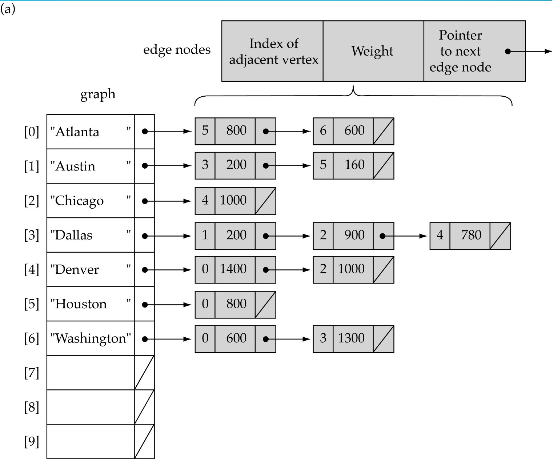 (a)
edge nodes
Index of
adjacent vertex
Weight
Pointer
to next
edge node
graph
[0] "Atlanta " 5 800 6 600
[1] "Austin " 3 200 5 160
[2] "Chicago " 4 1000
[3] "Dallas " 1 200 2 900 4 780
[4] "Denver " 0 1400 2 1000
[5] "Houston " 0 800
[6] "Washington" 0 600 3 1300
[7]
[8]
[9]